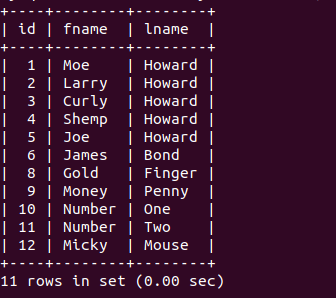 +----+--------+--------+
| id | fname  | lname  |
+----+--------+--------+
|  1 | Moe    | Howard |
|  2 | Larry  | Howard |
|  3 | Curly  | Howard |
|  4 | Shemp  | Howard |
|  5 | Joe    | Howard |
|  6 | James  | Bond   |
|  8 | Gold   | Finger |
|  9 | Money  | Penny  |
| 10 | Number | One    |
| 11 | Number | Two    |
| 12 | Micky  | Mouse  |
+----+--------+--------+
11 rows in set (0.00 sec)